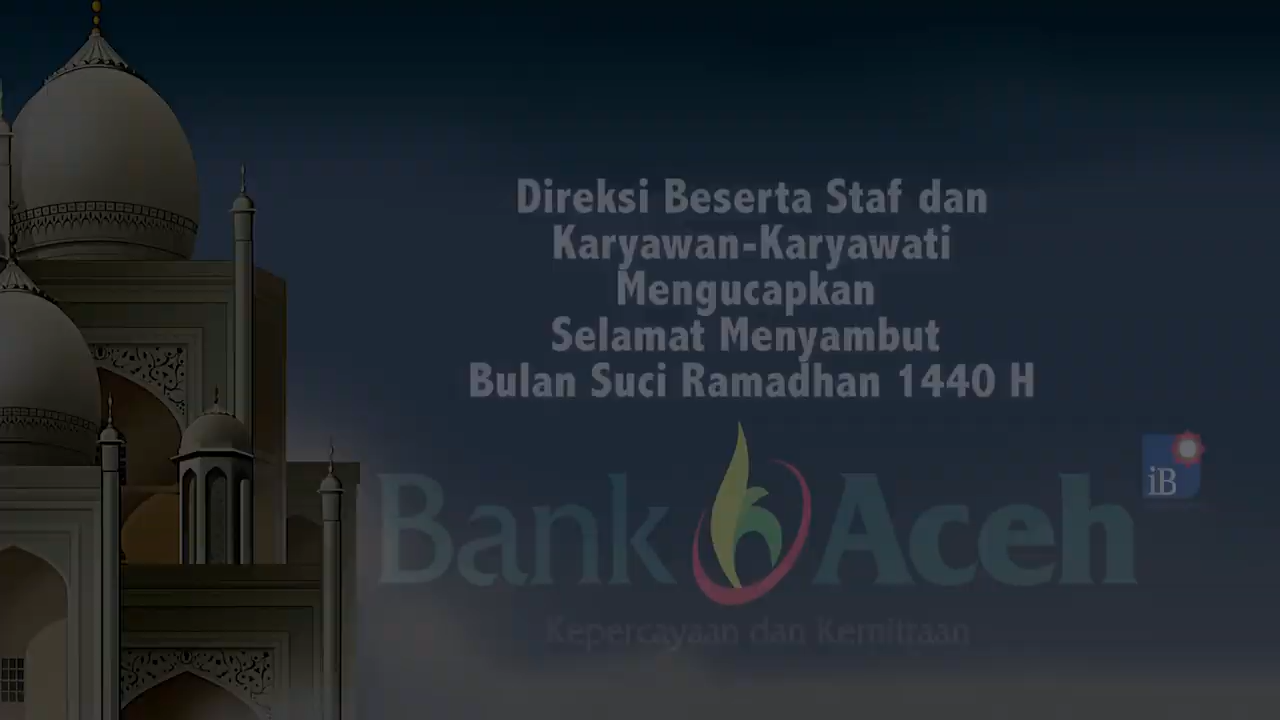 Direksi Beserta Staf dan
Karyawan-Karyawati
Mengucapkan
Selamat Menyambut
Bulan Suci Ramadhan 1440 H
Bank Aceh iB
Kepercayaan dan Kemitraan